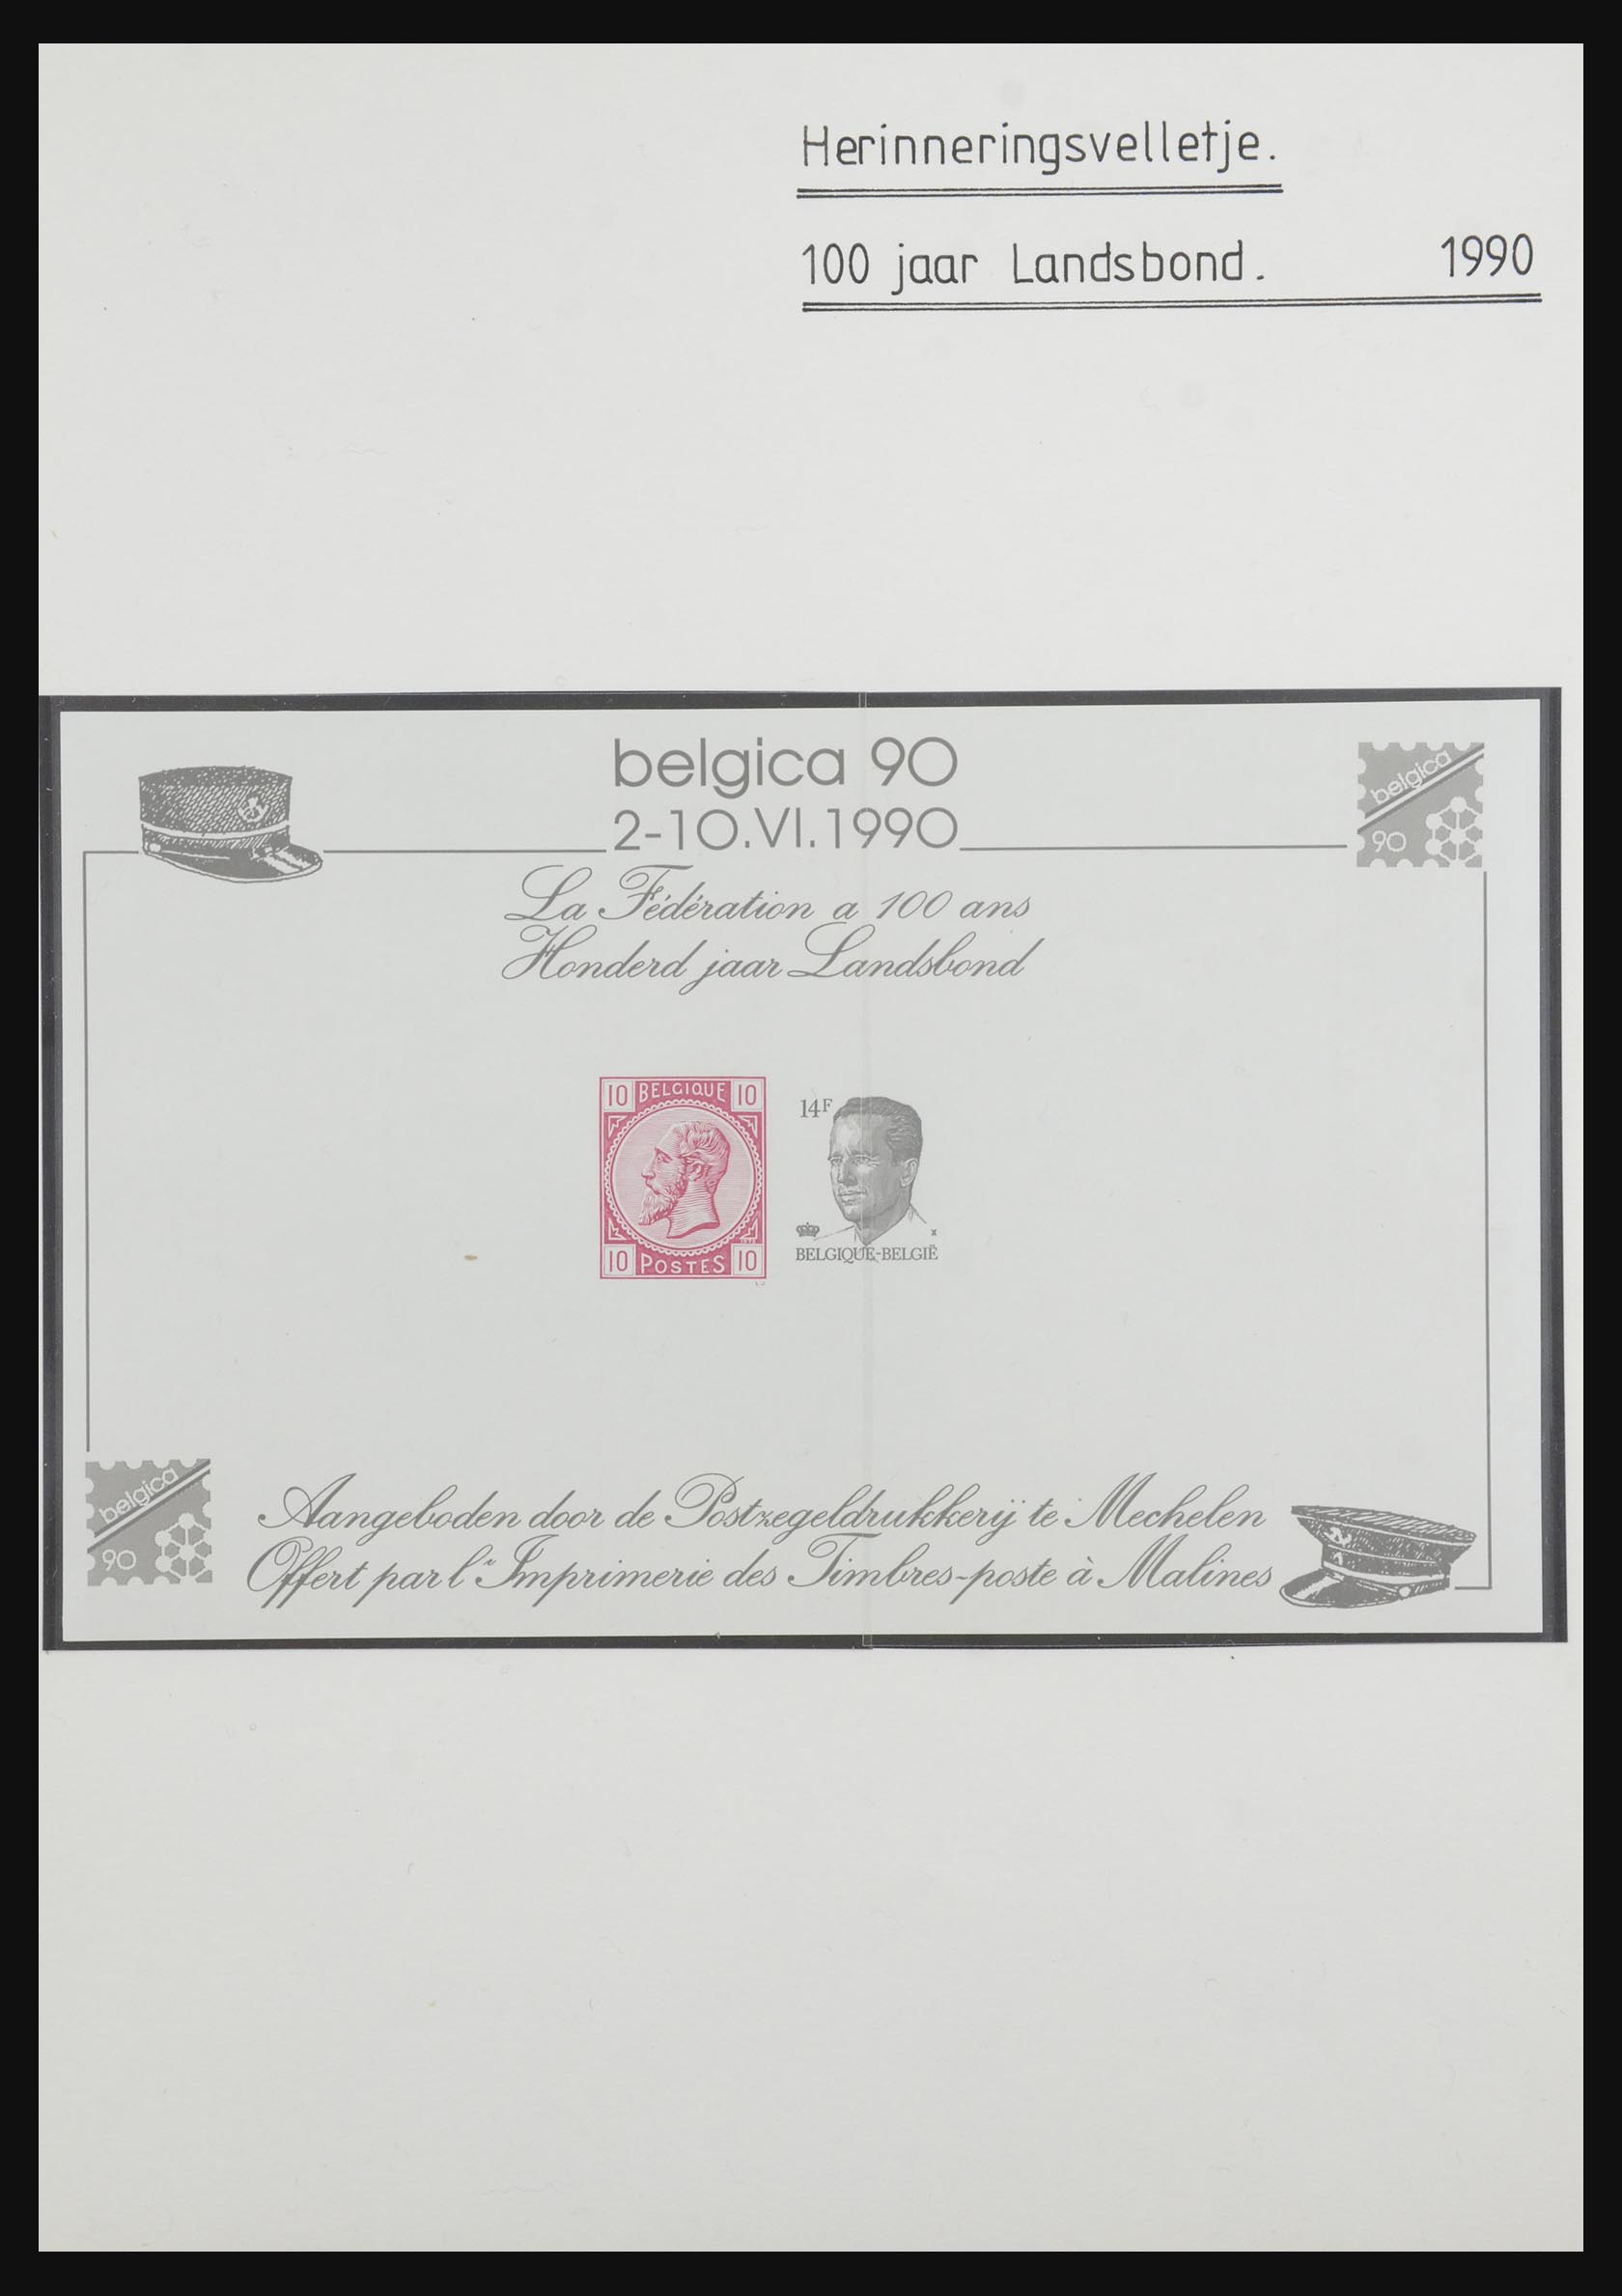 Herinneringsvelletje.
100 jaar Landsbond. 1990
belgica 90
2-10.VI.1990
belgica
90
La Fédération a 100 ans
Honderd jaar Landsbond
10 BELGIQUE 10
10 POSTES 10
14F
x
BELGIQUE-BELGIË
belgica
90
Aangeboden door de Postzegeldrukkerij te Mechelen
Offert par l'Imprimerie des Timbres-poste à Malines